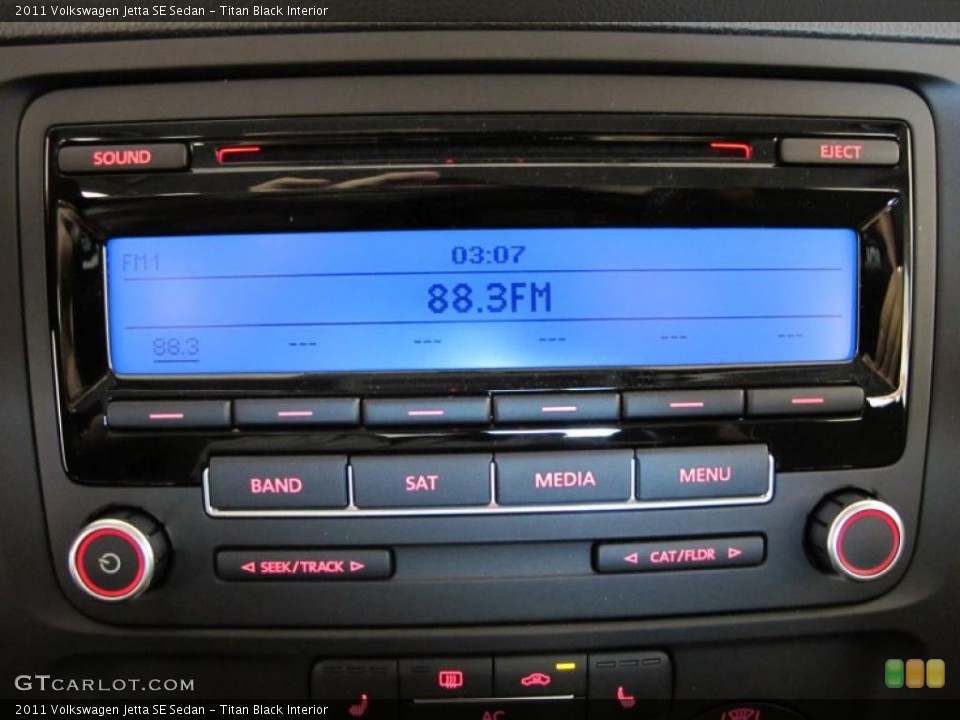 2011 Volkswagen Jetta SE Sedan - Titan Black Interior
SOUND
EJECT
FM1
03:07
88.3FM
88.3 --- --- --- --- ---
BAND SAT MEDIA MENU
SEEK/TRACK
CAT/FLDR
AC
GTCARLOT.COM
2011 Volkswagen Jetta SE Sedan - Titan Black Interior